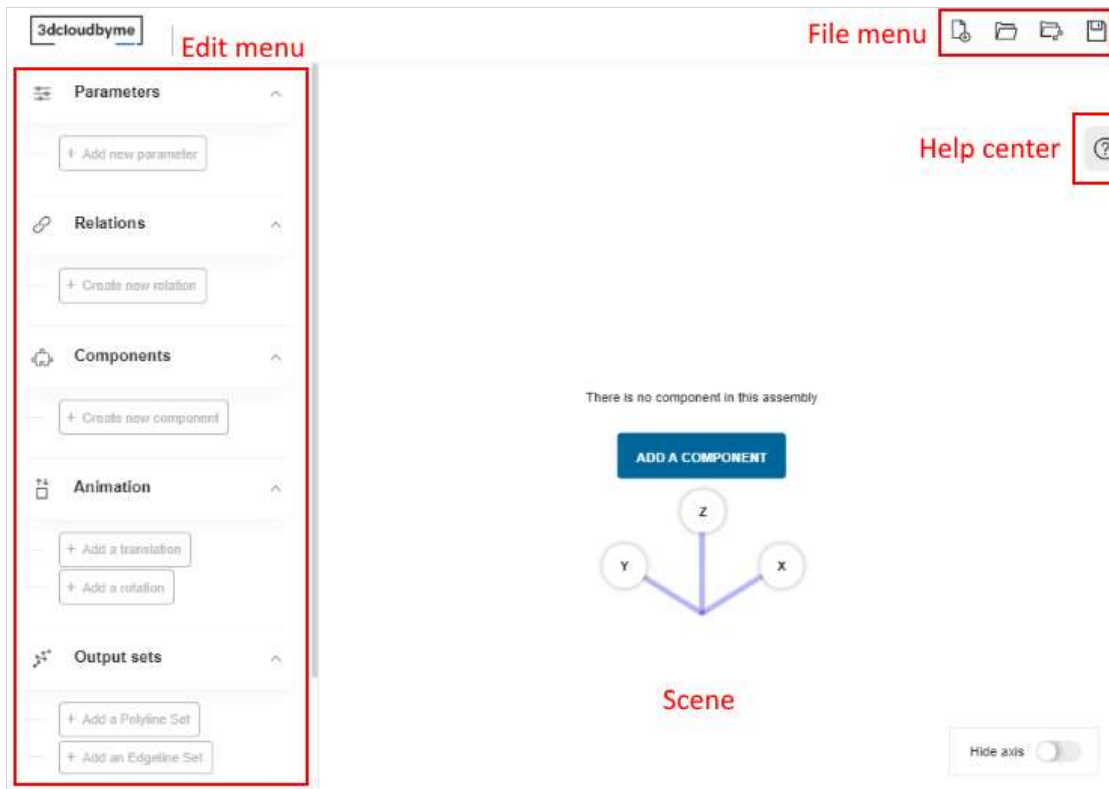 3dcloudbyme
Edit menu
File menu
Parameters
+ Add new parameter
Help center
?
Relations
+ Create new relation
Components
+ Create new component
There is no component in this assembly
ADD A COMPONENT
Animation
Z
+ Add a translation
Y
X
+ Add a rotation
Output sets
Scene
+ Add a Polyline Set
+ Add an Edgeline Set
Hide axis